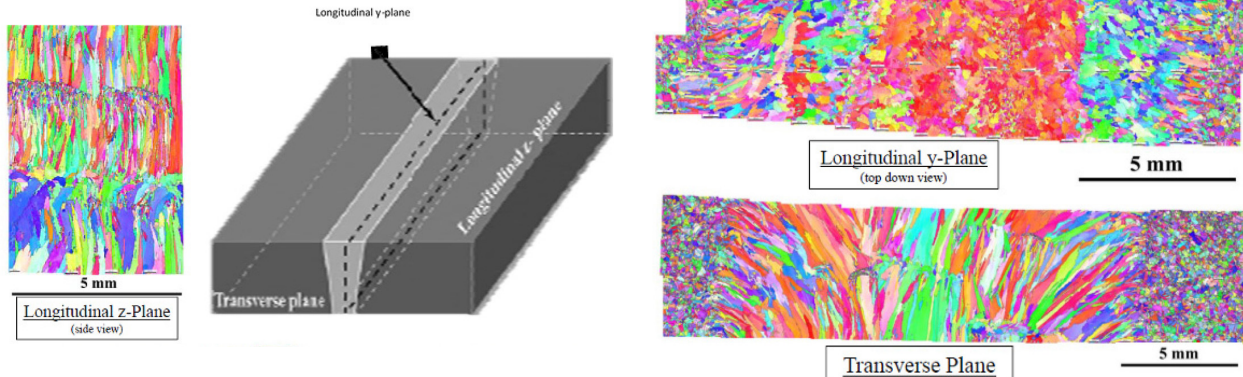 Longitudinal y-plane
5 mm
Longitudinal z-Plane
(side view)
Transverse plane
Longitudinal z- plane
Longitudinal y-Plane
(top down view)
5 mm
5 mm
Transverse Plane